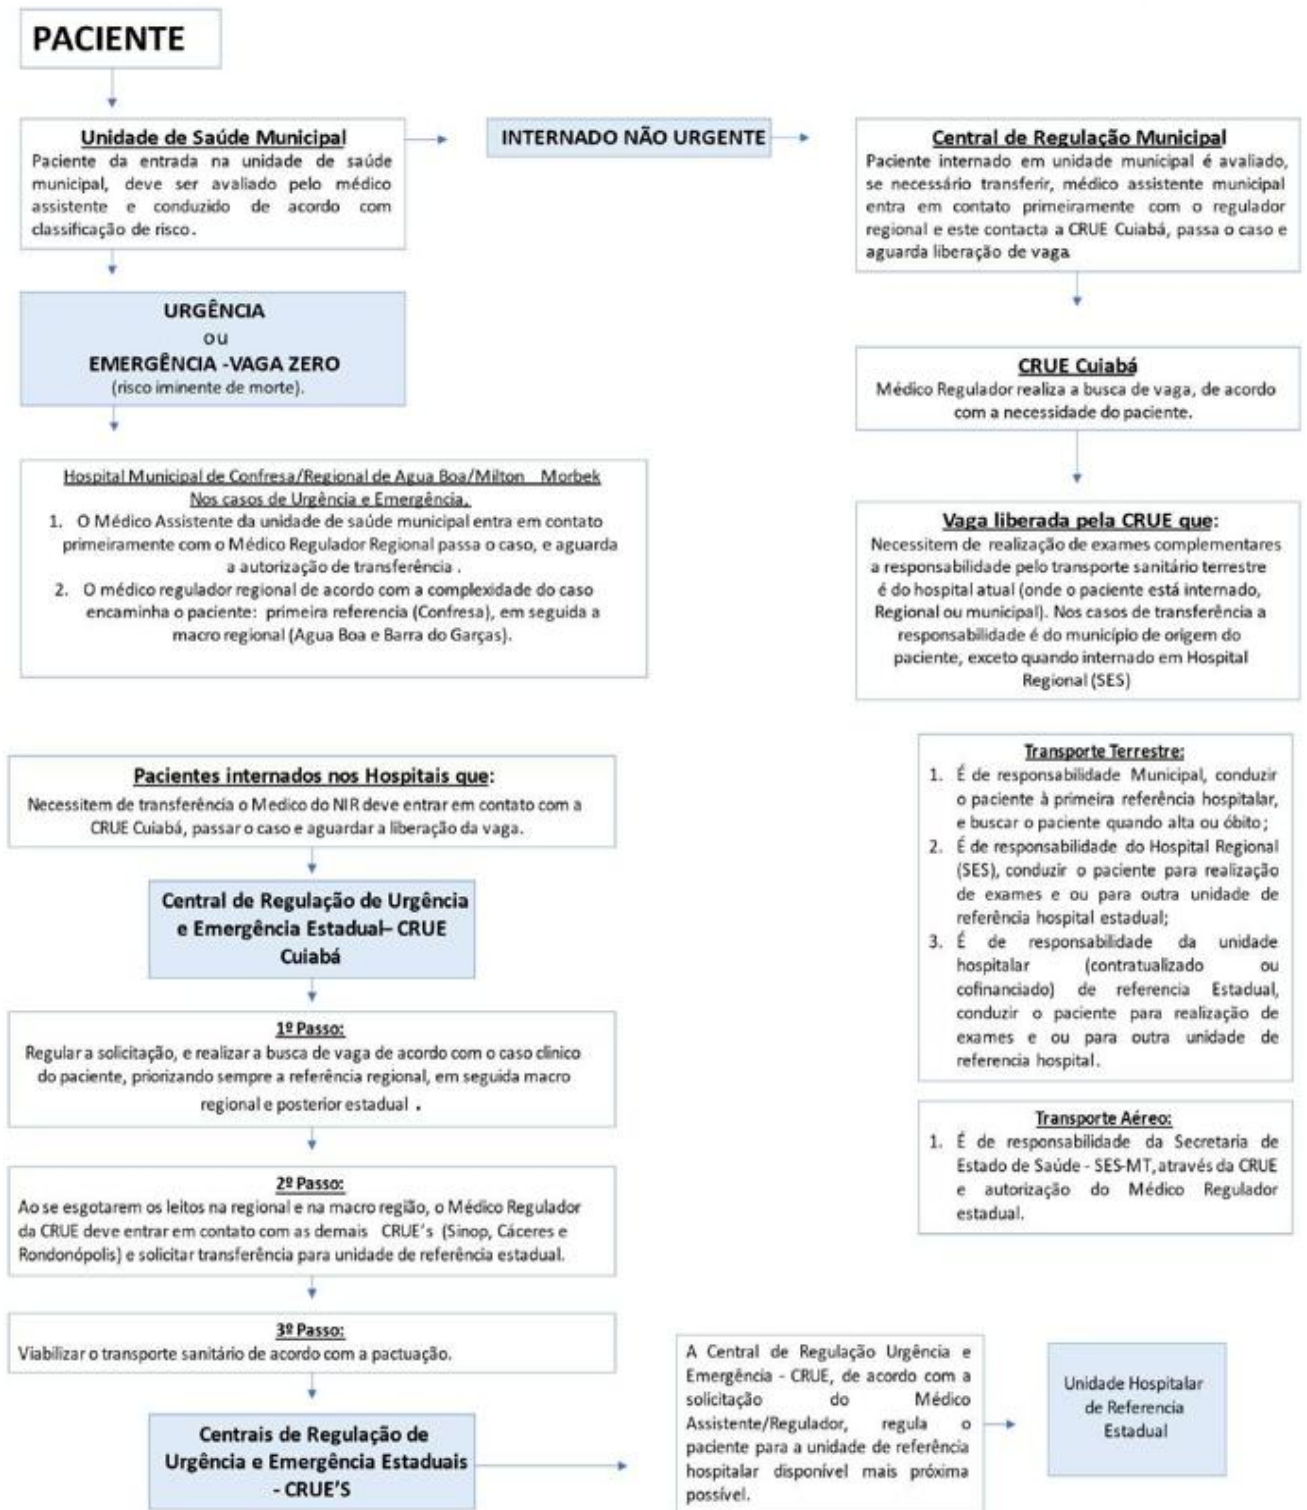 PACIENTE
Unidade de Saúde Municipal
Paciente da entrada na unidade de saúde
municipal, deve ser avaliado pelo médico
assistente e conduzido de acordo com
classificação de risco.
INTERNADO NÃO URGENTE
Central de Regulação Municipal
Paciente internado em unidade municipal é avaliado,
se necessário transferir, médico assistente municipal
entra em contato primeiramente com o regulador
regional e este contacta a CRUE Cuiabá, passa o caso e
aguarda liberação de vaga
URGÊNCIA
ou
EMERGÊNCIA -VAGA ZERO
(risco iminente de morte).
CRUE Cuiabá
Médico Regulador realiza a busca de vaga, de acordo
com a necessidade do paciente.
Hospital Municipal de Confresa/Regional de Agua Boa/Milton Morbek
Nos casos de Urgência e Emergência.
1. O Médico Assistente da unidade de saúde municipal entra em contato
primeiramente com o Médico Regulador Regional passa o caso, e aguarda
a autorização de transferência .
2. O médico regulador regional de acordo com a complexidade do caso
encaminha o paciente: primeira referencia (Confresa), em seguida a
macro regional (Agua Boa e Barra do Garças).
Vaga liberada pela CRUE que:
Necessitem de realização de exames complementares
a responsabilidade pelo transporte sanitário terrestre
é do hospital atual (onde o paciente está internado,
Regional ou municipal). Nos casos de transferência a
responsabilidade é do município de origem do
paciente, exceto quando internado em Hospital
Regional (SES)
Pacientes internados nos Hospitais que:
Necessitem de transferência o Medico do NIR deve entrar em contato com a
CRUE Cuiabá, passar o caso e aguardar a liberação da vaga.
Central de Regulação de Urgência
e Emergência Estadual– CRUE
Cuiabá
1º Passo:
Regular a solicitação, e realizar a busca de vaga de acordo com o caso clinico
do paciente, priorizando sempre a referência regional, em seguida macro
regional e posterior estadual .
2º Passo:
Ao se esgotarem os leitos na regional e na macro região, o Médico Regulador
da CRUE deve entrar em contato com as demais CRUE's (Sinop, Cáceres e
Rondonópolis) e solicitar transferência para unidade de referência estadual.
3º Passo:
Viabilizar o transporte sanitário de acordo com a pactuação.
Centrais de Regulação de
Urgência e Emergência Estaduais
- CRUE'S
Transporte Terrestre:
1. É de responsabilidade Municipal, conduzir
o paciente à primeira referência hospitalar,
e buscar o paciente quando alta ou óbito;
2. É de responsabilidade do Hospital Regional
(SES), conduzir o paciente para realização
de exames e ou para outra unidade de
referência hospital estadual;
3. É de responsabilidade da unidade
hospitalar (contratualizado ou
cofinanciado) de referencia Estadual,
conduzir o paciente para realização de
exames e ou para outra unidade de
referencia hospital.
Transporte Aéreo:
1. É de responsabilidade da Secretaria de
Estado de Saúde - SES-MT, através da CRUE
e autorização do Médico Regulador
estadual.
A Central de Regulação Urgência e
Emergência - CRUE, de acordo com a
solicitação do Médico
Assistente/Regulador, regula o
paciente para a unidade de referência
hospitalar disponível mais próxima
possível.
Unidade Hospitalar
de Referencia
Estadual